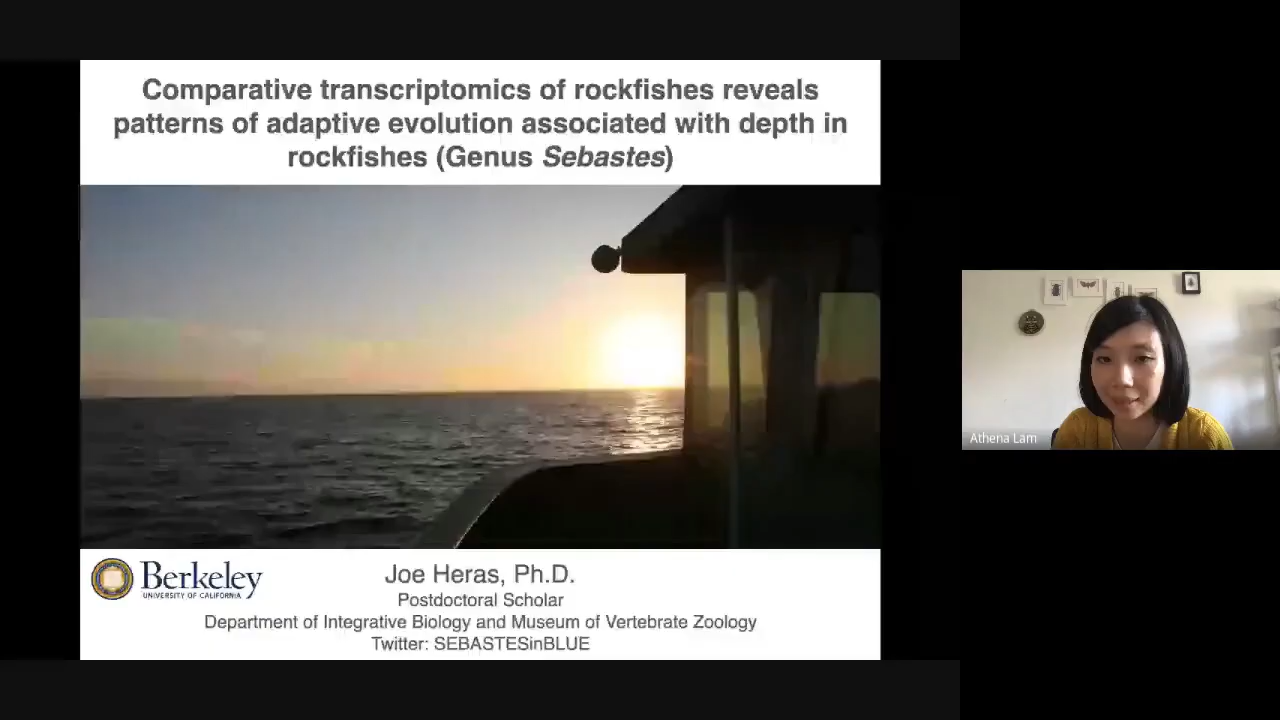 Comparative transcriptomics of rockfishes reveals
patterns of adaptive evolution associated with depth in
rockfishes (Genus Sebastes)
Berkeley
UNIVERSITY OF CALIFORNIA
Joe Heras, Ph.D.
Postdoctoral Scholar
Department of Integrative Biology and Museum of Vertebrate Zoology
Twitter: SEBASTESinBLUE
Athena Lam